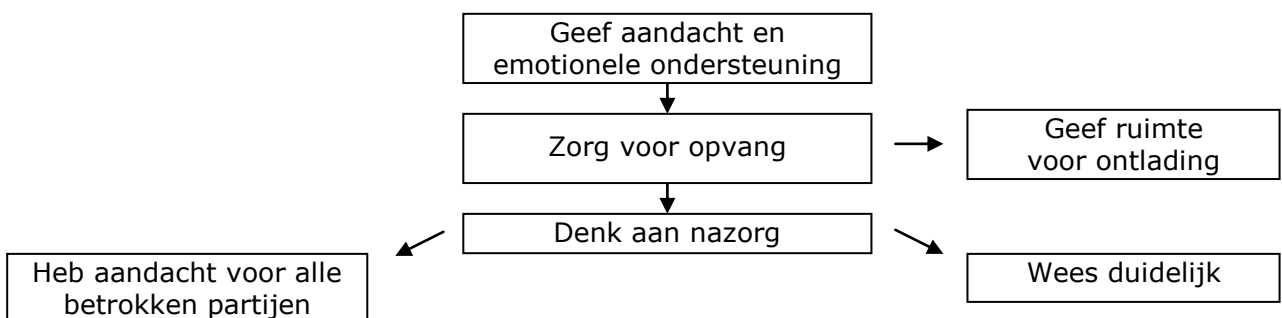 Geef aandacht en
emotionele ondersteuning
Zorg voor opvang
Geef ruimte
voor ontlading
Denk aan nazorg
Heb aandacht voor alle
betrokken partijen
Wees duidelijk